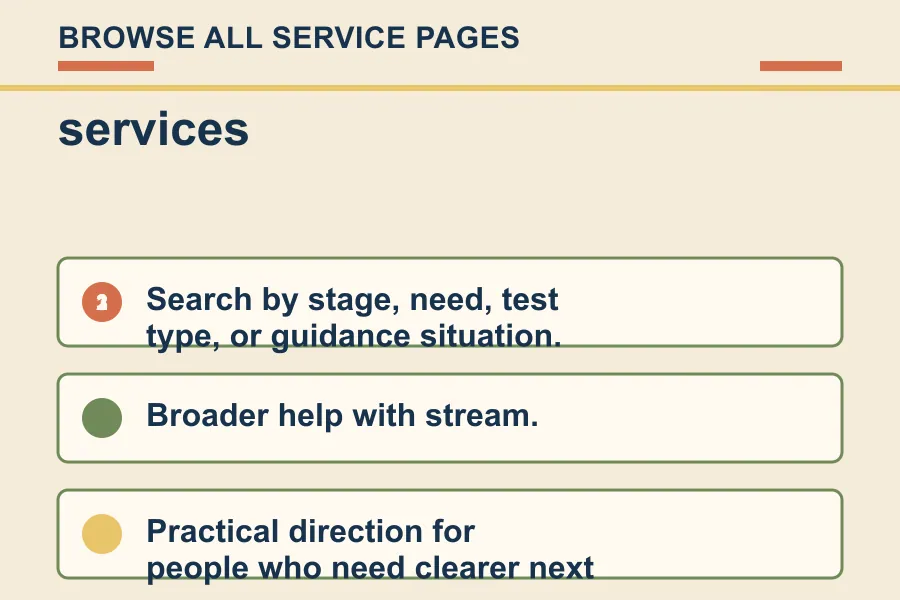 BROWSE ALL SERVICE PAGES
services
Search by stage, need, test
type, or guidance situation.
Broader help with stream.
Practical direction for
people who need clearer next